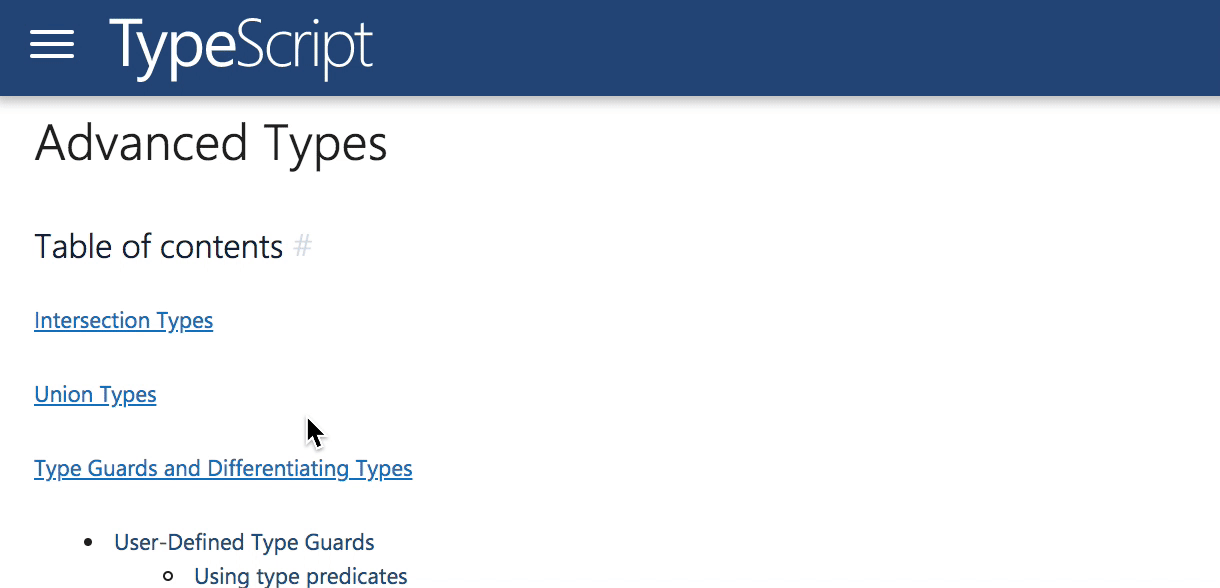 TypeScript
Advanced Types
Table of contents #
Intersection Types
Union Types
Type Guards and Differentiating Types
User-Defined Type Guards
Using type predicates